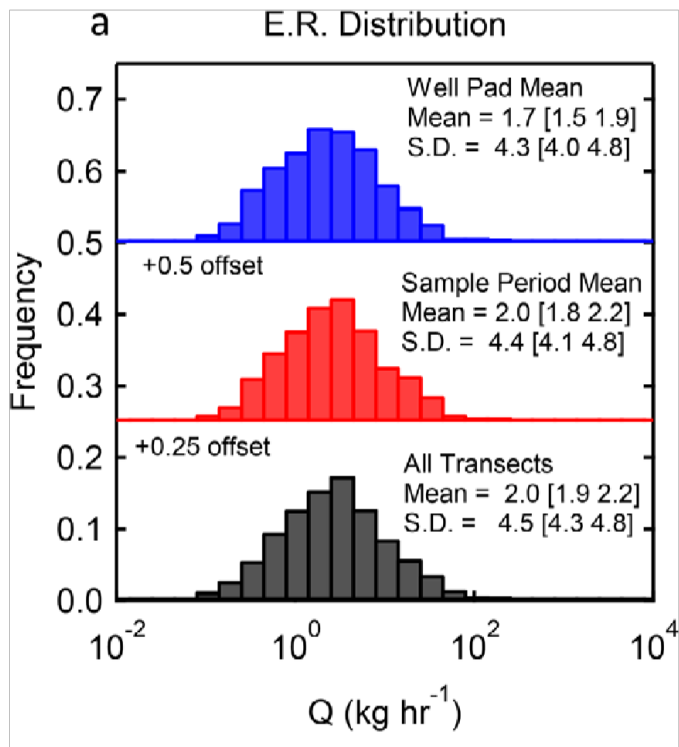 a E.R. Distribution
0.7
0.6
0.5
0.4
0.3
0.2
0.1
0.0
Frequency
Well Pad Mean
Mean = 1.7 [1.5 1.9]
S.D. = 4.3 [4.0 4.8]
+0.5 offset
Sample Period Mean
Mean = 2.0 [1.8 2.2]
S.D. = 4.4 [4.1 4.8]
+0.25 offset
All Transects
Mean = 2.0 [1.9 2.2]
S.D. = 4.5 [4.3 4.8]
10⁻² 10⁰ 10² 10⁴
Q (kg hr⁻¹)